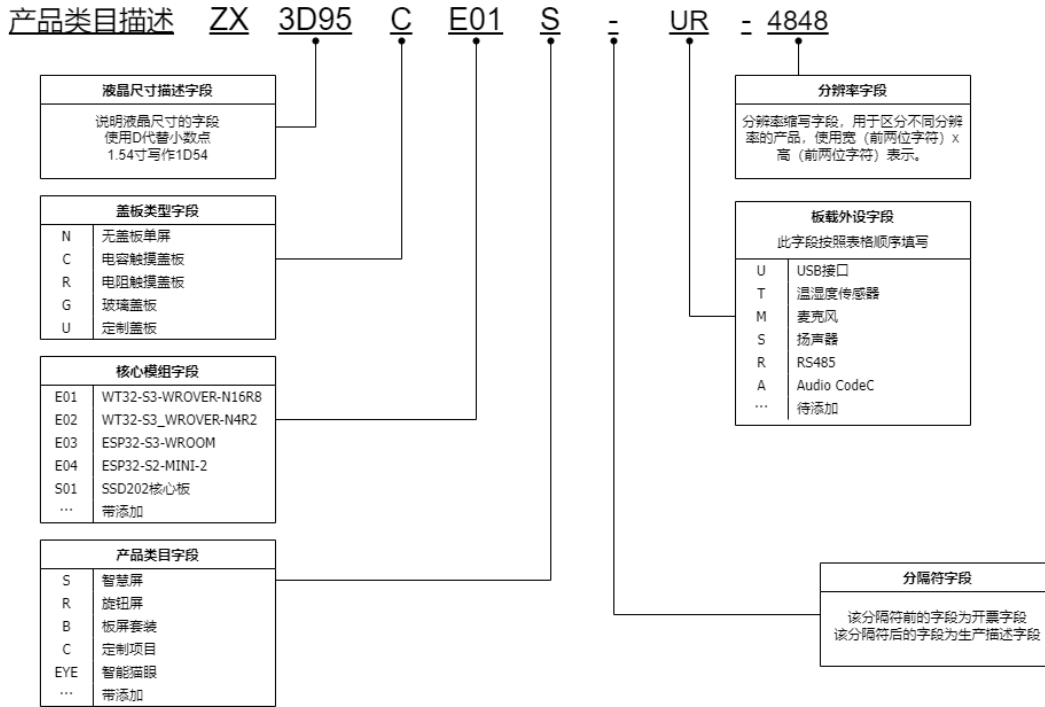 产品类目描述 ZX 3D95 C E01 S - UR - 4848
液晶尺寸描述字段
说明液晶尺寸的字段
使用D代替小数点
1.54寸写作1D54
盖板类型字段
N 无盖板单屏
C 电容触摸盖板
R 电阻触摸盖板
G 玻璃盖板
U 定制盖板
核心模组字段
E01 WT32-S3-WROVER-N16R8
E02 WT32-S3_WROVER-N4R2
E03 ESP32-S3-WROOM
E04 ESP32-S2-MINI-2
S01 SSD202核心板
… 带添加
产品类目字段
S 智慧屏
R 旋钮屏
B 板屏套装
C 定制项目
EYE 智能猫眼
… 带添加
分辨率字段
分辨率缩写字段，用于区分不同分辨
率的产品，使用宽（前两位字符）x
高（前两位字符）表示。
板载外设字段
此字段按照表格顺序填写
U USB接口
T 温湿度传感器
M 麦克风
S 扬声器
R RS485
A Audio CodeC
… 待添加
分隔符字段
该分隔符前的字段为开票字段
该分隔符后的字段为生产描述字段